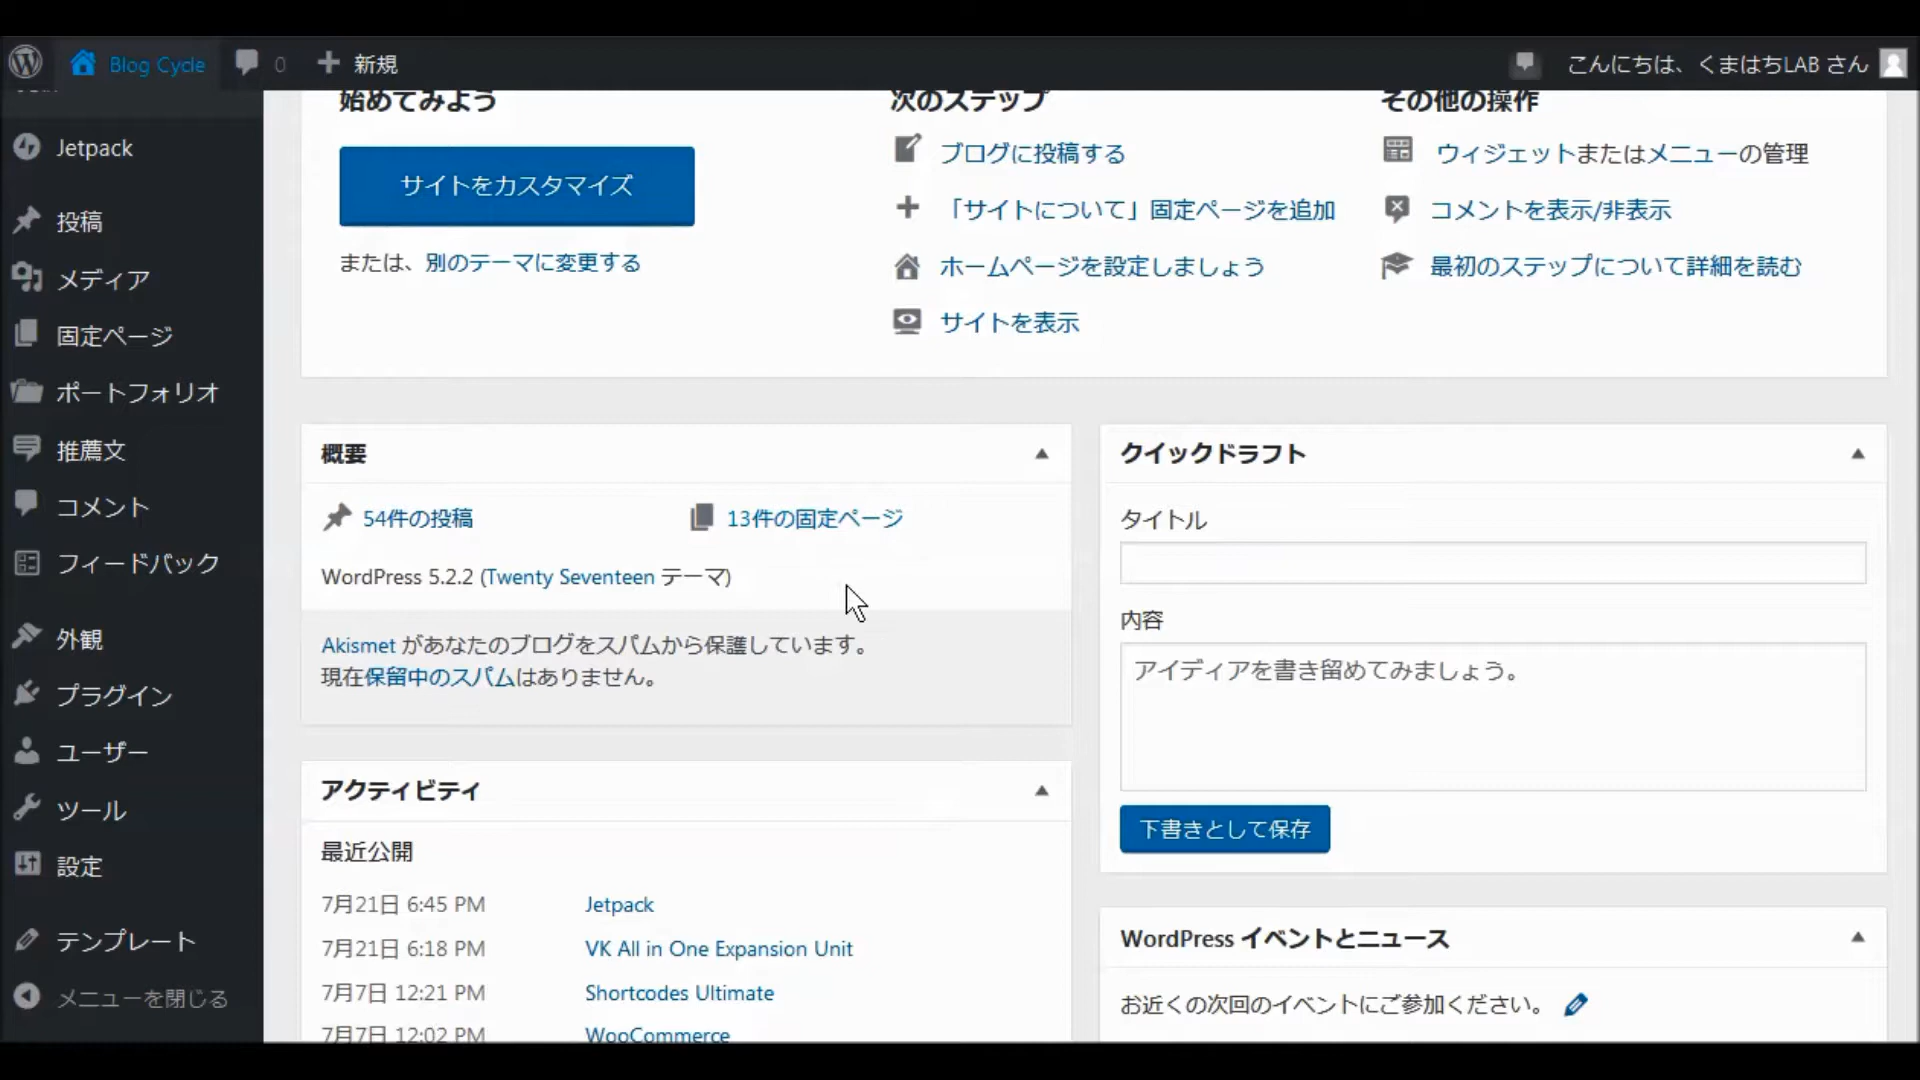 Blog Cycle 0 新規 こんにちは、くまはちLAB さん
Jetpack
投稿
メディア
固定ページ
ポートフォリオ
推薦文
コメント
フィードバック
外観
プラグイン
ユーザー
ツール
設定
テンプレート
メニューを閉じる
始めてみよう
サイトをカスタマイズ
または、別のテーマに変更する
次のステップ
ブログに投稿する
「サイトについて」固定ページを追加
ホームページを設定しましょう
サイトを表示
その他の操作
ウィジェットまたはメニューの管理
コメントを表示/非表示
最初のステップについて詳細を読む
概要
54件の投稿 13件の固定ページ
WordPress 5.2.2 (Twenty Seventeen テーマ)
Akismet があなたのブログをスパムから保護しています。
現在保留中のスパムはありません。
アクティビティ
最近公開
7月21日 6:45 PM Jetpack
7月21日 6:18 PM VK All in One Expansion Unit
7月7日 12:21 PM Shortcodes Ultimate
7月7日 12:02 PM WooCommerce
クイックドラフト
タイトル
内容
アイディアを書き留めてみましょう。
下書きとして保存
WordPress イベントとニュース
お近くの次回のイベントにご参加ください。